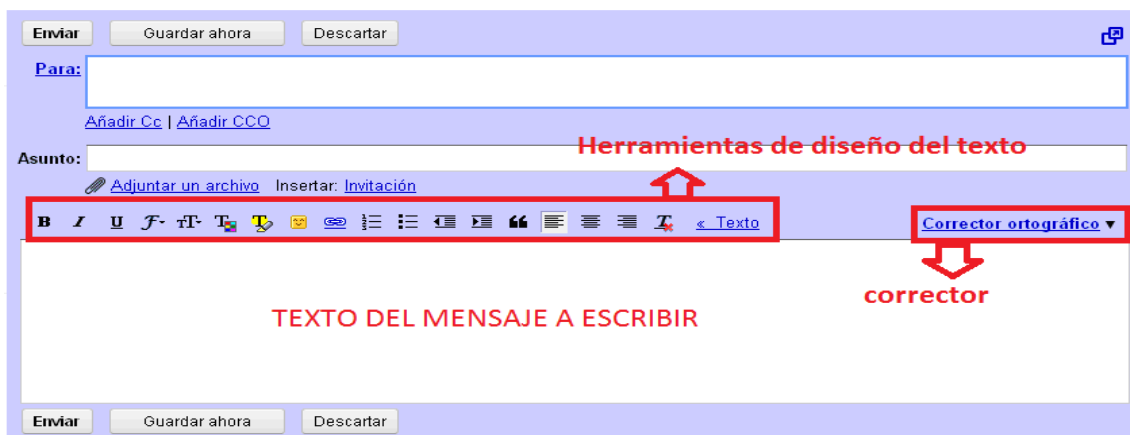 Enviar Guardar ahora Descartar
Para:
Añadir Cc | Añadir CCO
Herramientas de diseño del texto
Asunto:
Adjuntar un archivo Insertar: Invitación
B I U F T T T « Texto Corrector ortográfico ▼
corrector
TEXTO DEL MENSAJE A ESCRIBIR
Enviar Guardar ahora Descartar